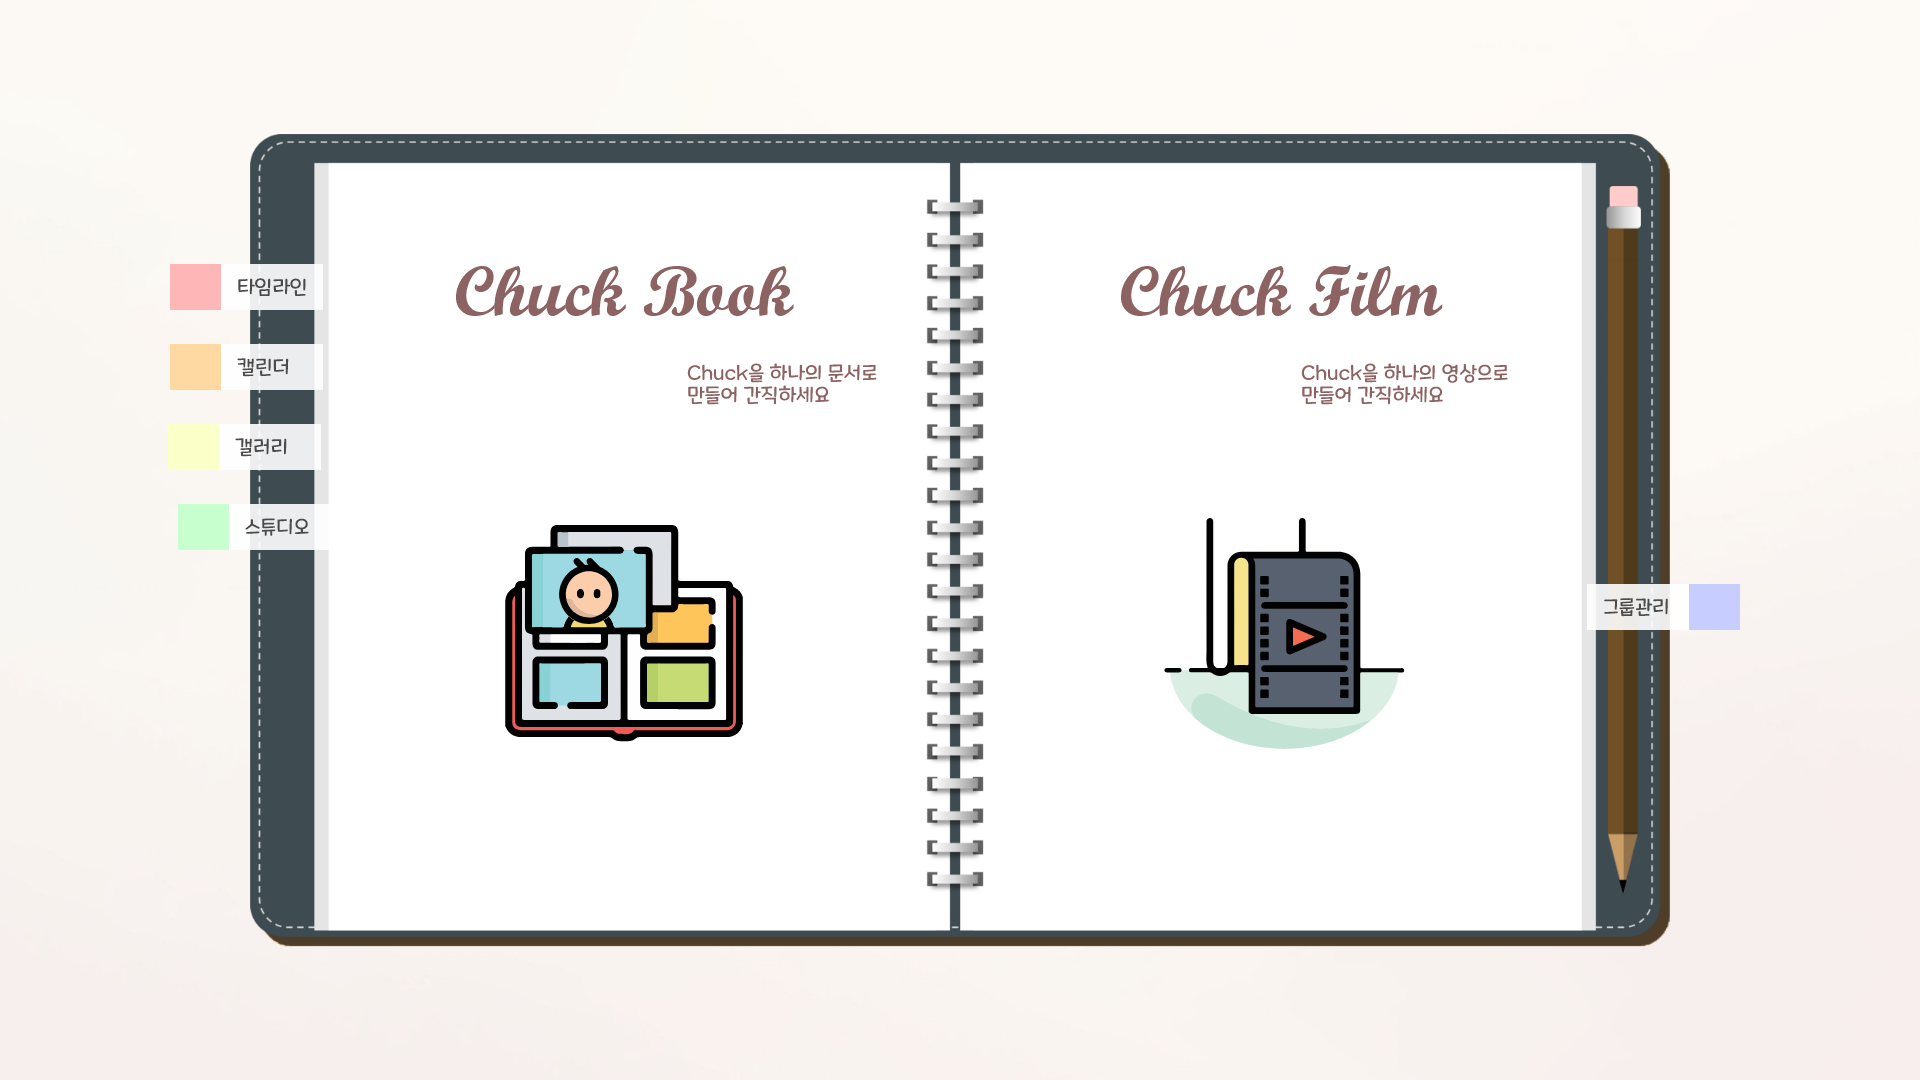 타임라인
캘린더
갤러리
스튜디오
Chuck Book
Chuck을 하나의 문서로
만들어 간직하세요
Chuck Film
Chuck을 하나의 영상으로
만들어 간직하세요
그룹관리